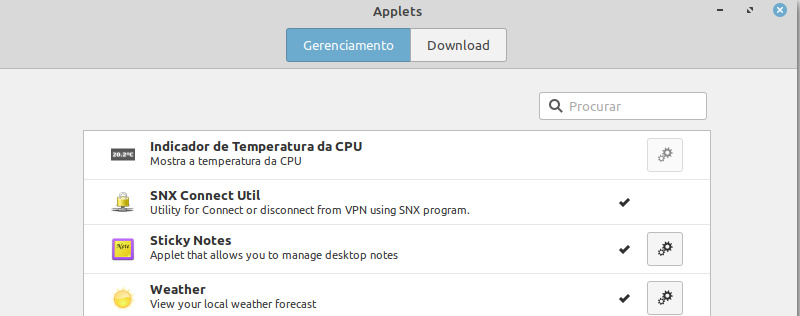 Applets
Gerenciamento
Download
Procurar
20.2°C
Indicador de Temperatura da CPU
Mostra a temperatura da CPU
SNX Connect Util
Utility for Connect or disconnect from VPN using SNX program.
Note
Sticky Notes
Applet that allows you to manage desktop notes
Weather
View your local weather forecast